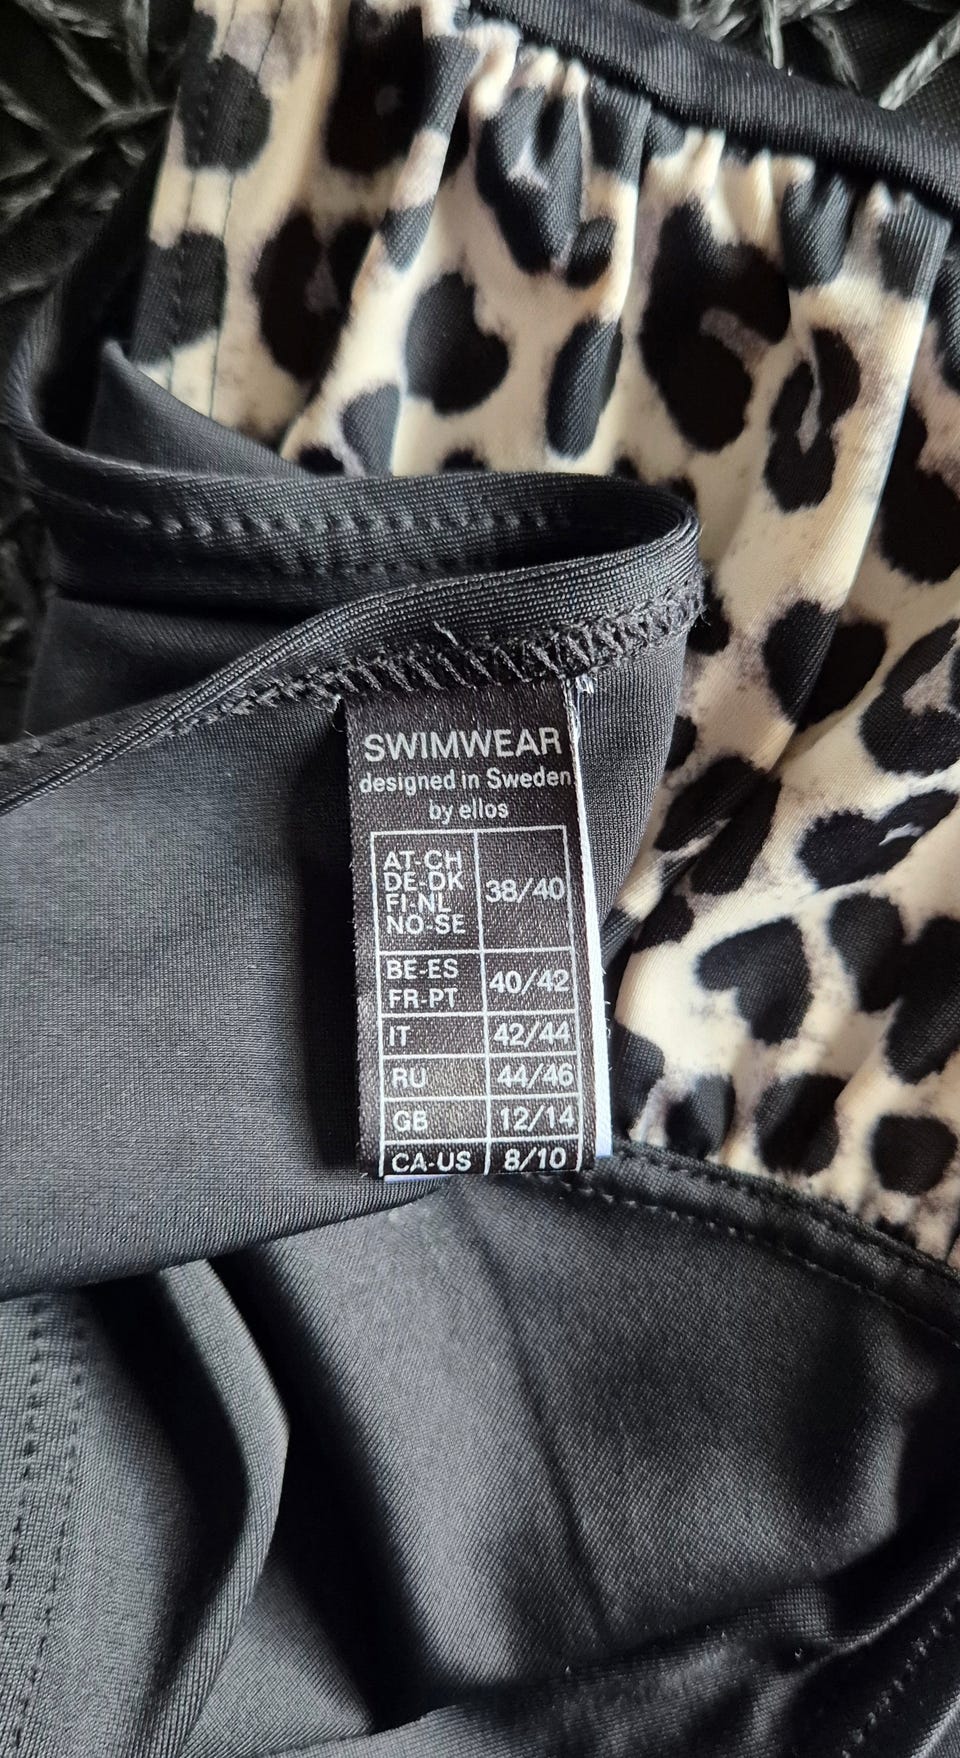 SWIMWEAR
designed in Sweden
by ellos
AT-CH
DE-DK
FI-NL
NO-SE
38/40
BE-ES
FR-PT
40/42
IT 42/44
RU 44/46
GB 12/14
CA-US 8/10